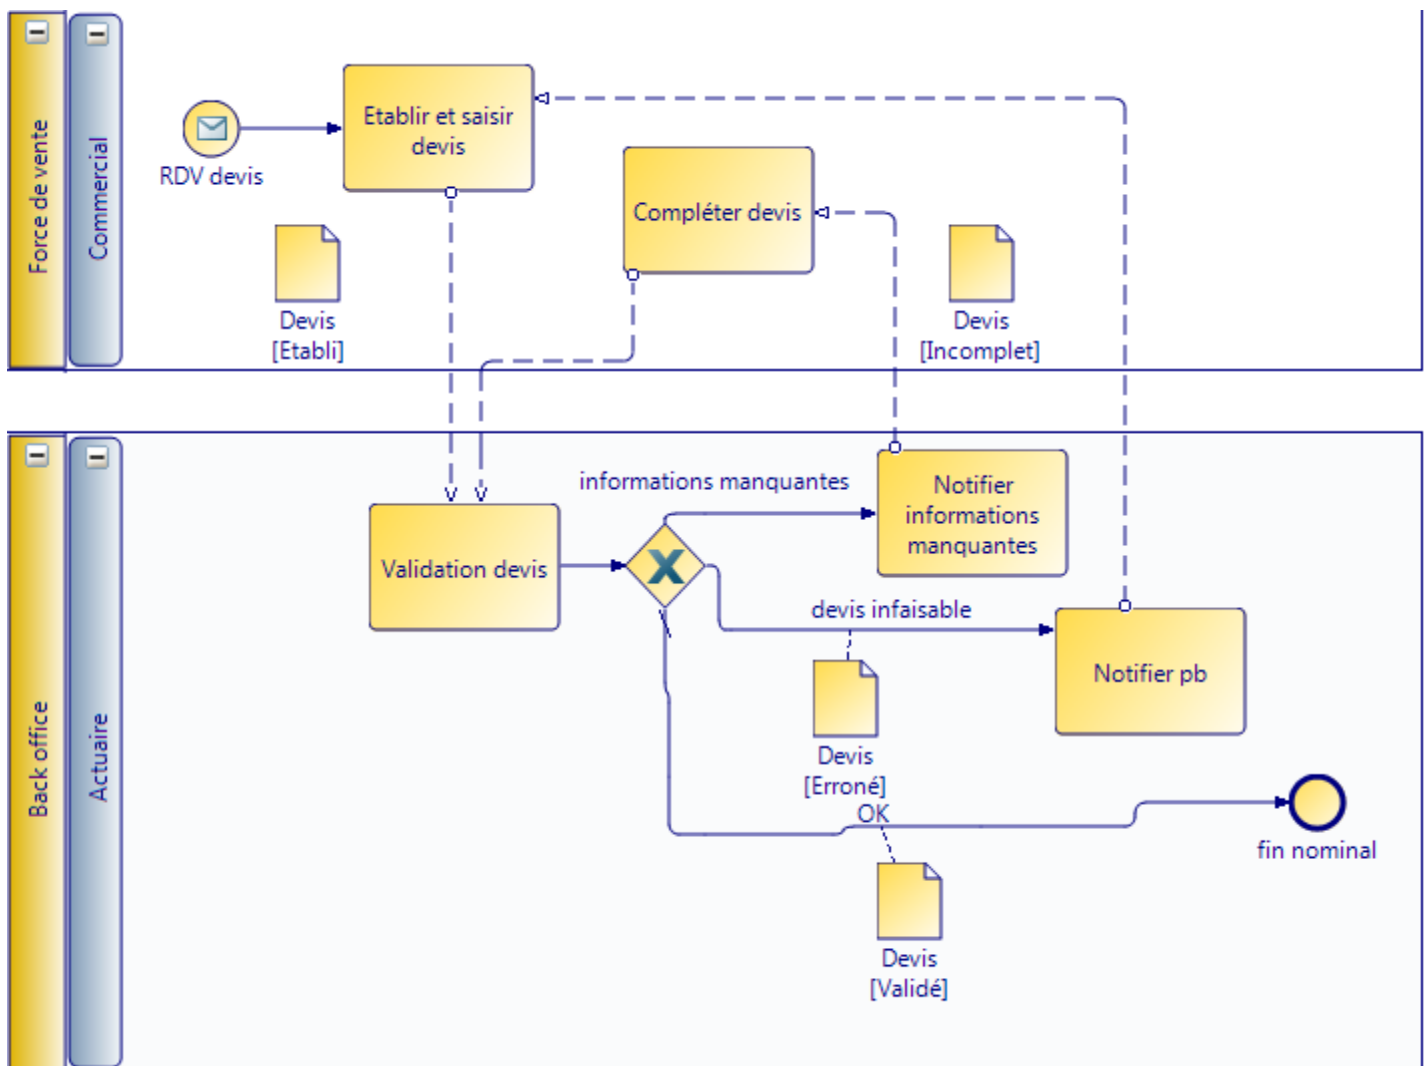 Force de vente
Commercial
RDV devis
Etablir et saisir
devis
Compléter devis
Devis
[Etabli]
Devis
[Incomplet]
Back office
Actuaire
Validation devis
informations manquantes
Notifier
informations
manquantes
devis infaisable
Notifier pb
Devis
[Erroné]
OK
fin nominal
Devis
[Validé]